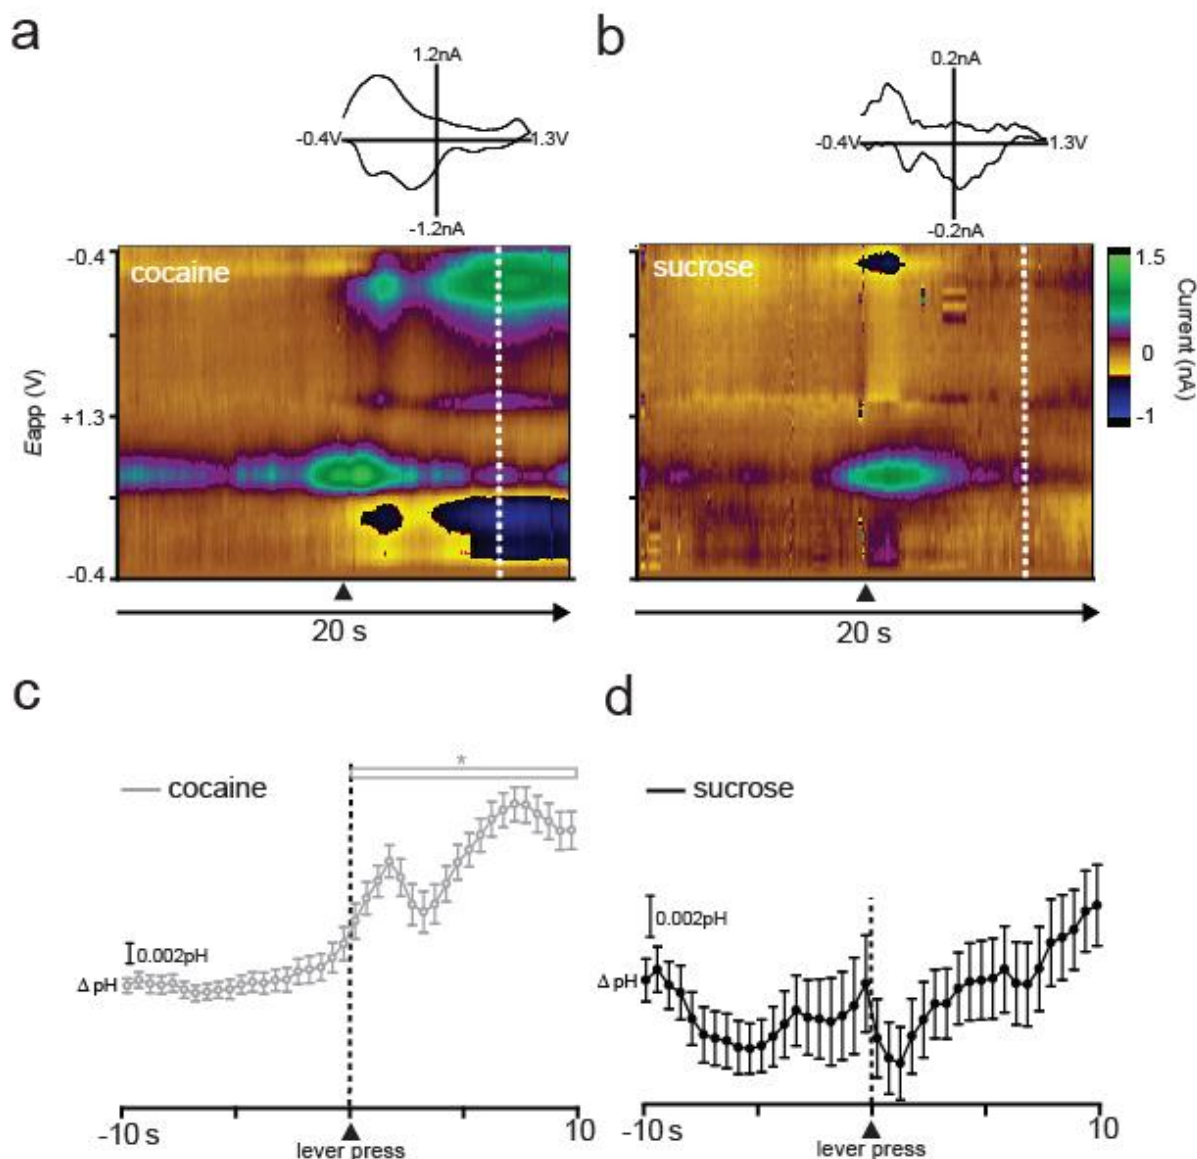 a
1.2nA
-0.4V
1.3V
-1.2nA
-0.4
cocaine
Eapp (V)
+1.3
-0.4
20 s
b
0.2nA
-0.4V
1.3V
-0.2nA
sucrose
1.5
0
-1
Current (nA)
20 s
c
cocaine
*
0.002pH
Δ pH
-10 s
lever press
10
d
sucrose
0.002pH
Δ pH
-10 s
lever press
10